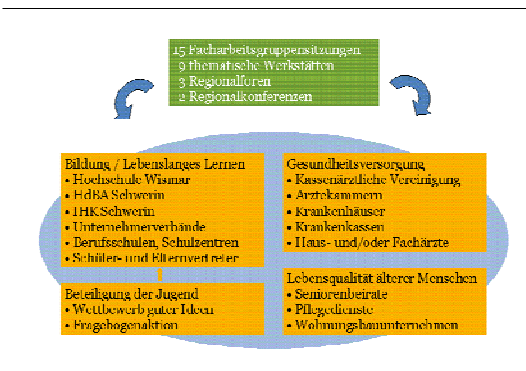 15 Facharbeitsgruppensitzungen
9 thematische Werkstätten
3 Regionalforen
2 Regionalkonferenzen
Bildung / Lebenslanges Lernen
• Hochschule Wismar
• HdBA Schwerin
• IHK Schwerin
• Unternehmerverbände
• Berufsschulen, Schulzentren
• Schüler- und Elternvertreter
Beteiligung der Jugend
• Wettbewerb guter Ideen
• Fragebogenaktion
Gesundheitsversorgung
• Kassenärztliche Vereinigung
• Ärztekammern
• Krankenhäuser
• Krankenkassen
• Haus- und/oder Fachärzte
Lebensqualität älterer Menschen
• Seniorenbeiräte
• Pflegedienste
• Wohnungsbauunternehmen